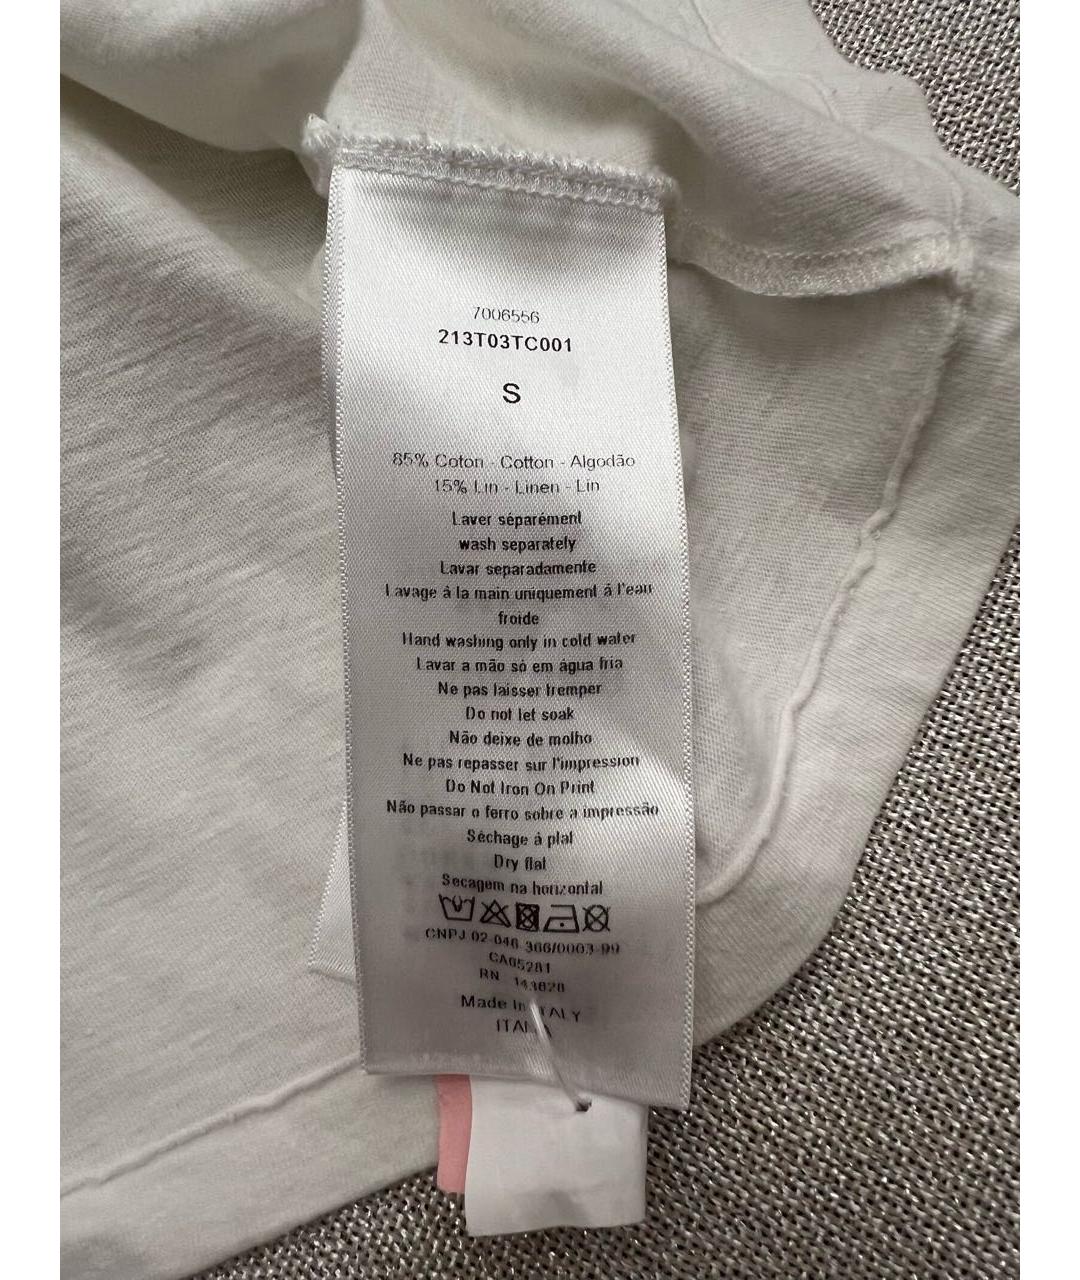 7006556
213T03TC001
S
85% Coton - Cotton - Algodão
15% Lin - Linen - Lin
Laver séparément
wash separately
Lavar separadamente
Lavage à la main uniquement á l'eau
froide
Hand washing only in cold water
Lavar a mão só em água fria
Ne pas laisser tremper
Do not let soak
Não deixe de molho
Ne pas repasser sur l'impression
Do Not Iron On Print
Não passar o ferro sobre a impressão
Séchage á plat
Dry flat
Secagem na horizontal
CNPJ 02-046-366/0003-99
CA05281
RN
Made in ITALY